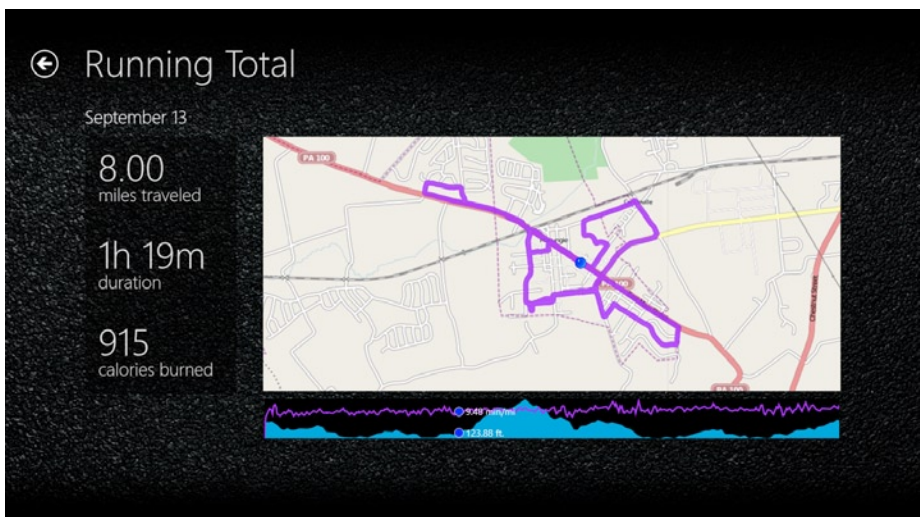 Running Total
September 13
8.00
miles traveled
1h 19m
duration
915
calories burned
PA 100
Chestnut Street
PA 100
9.48 min/mi
123.88 ft.